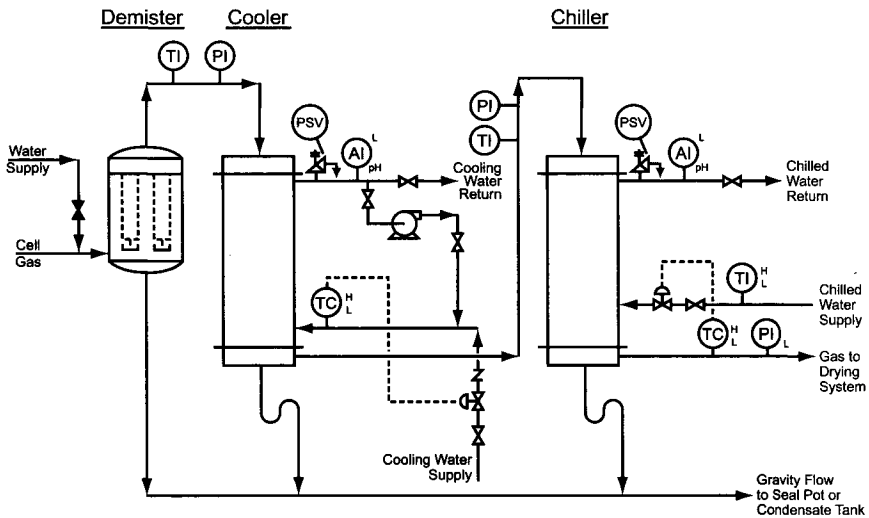 Demister
Cooler
Chiller
TI
PI
PI
TI
PSV
AI
L
pH
PSV
AI
L
pH
Water
Supply
Cell
Gas
Cooling
Water
Return
Chilled
Water
Return
TC
H
L
TI
H
L
Chilled
Water
Supply
TC
H
L
PI
L
Gas to
Drying
System
Cooling Water
Supply
Gravity Flow
to Seal Pot or
Condensate Tank